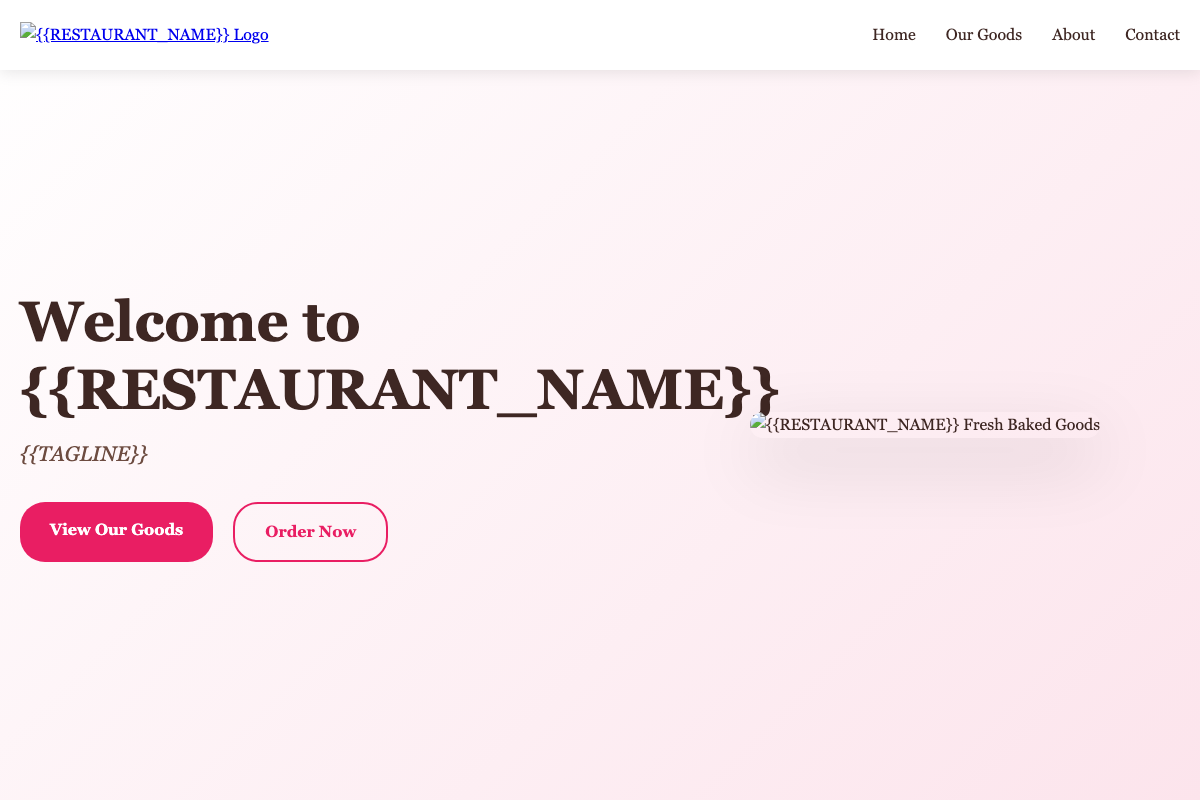 {{RESTAURANT_NAME}} Logo
Home
Our Goods
About
Contact
Welcome to
{{RESTAURANT_NAME}}
{{RESTAURANT_NAME}} Fresh Baked Goods
{{TAGLINE}}
View Our Goods
Order Now